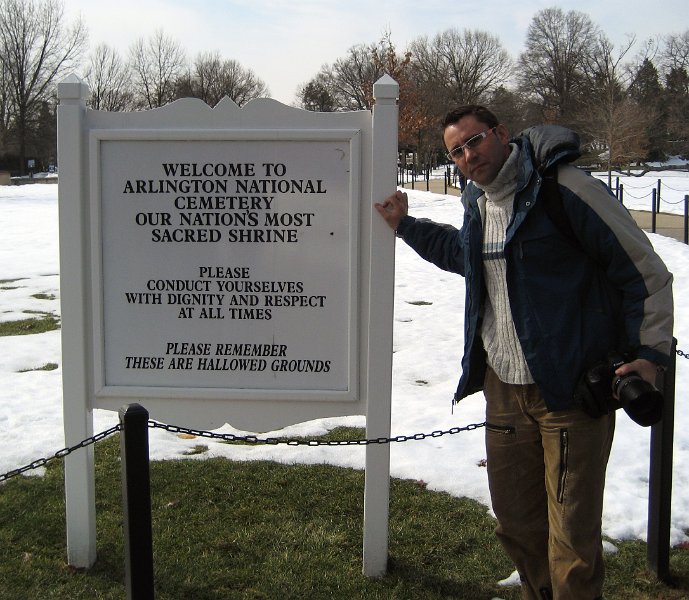 WELCOME TO
ARLINGTON NATIONAL
CEMETERY
OUR NATION'S MOST
SACRED SHRINE
PLEASE
CONDUCT YOURSELVES
WITH DIGNITY AND RESPECT
AT ALL TIMES
PLEASE REMEMBER
THESE ARE HALLOWED GROUNDS